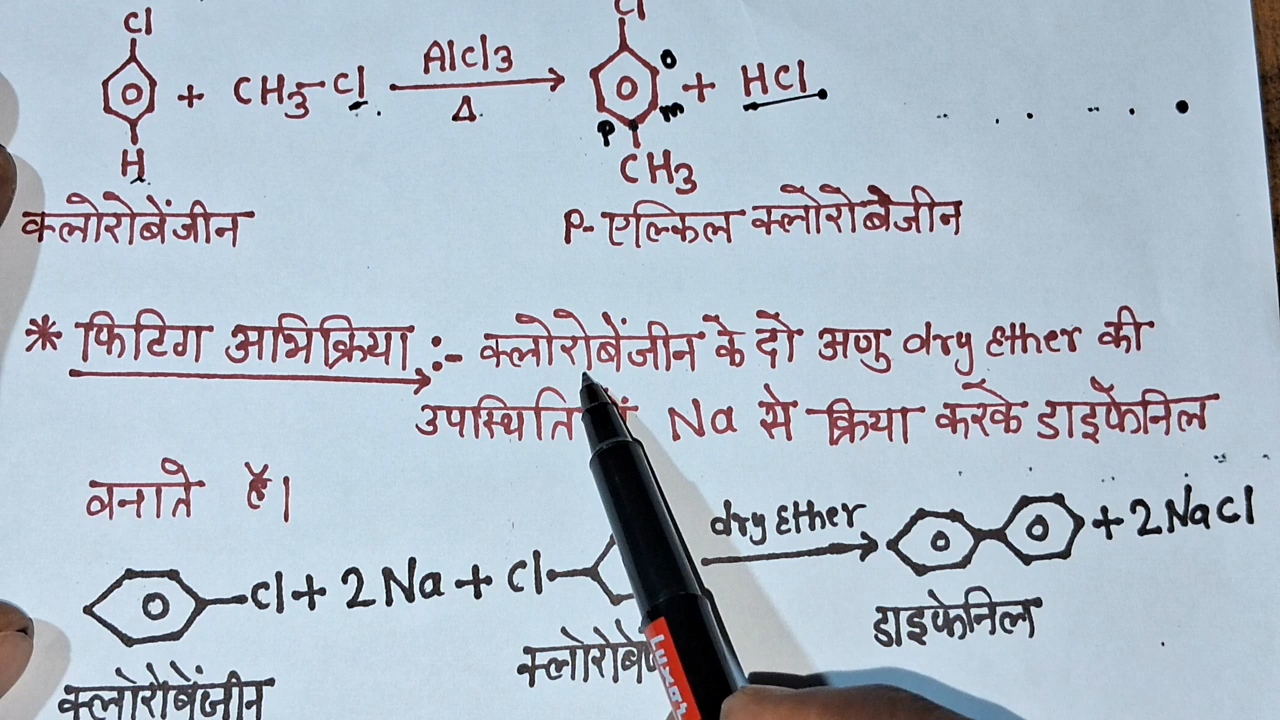 Cl Cl
+ CH3-Cl AlCl3 Δ o m p + HCl
H CH3
क्लोरोबेंजीन P- एल्किल क्लोरोबेंजीन
* फिटिग अभिक्रिया :- क्लोरोबेंजीन के दो अणु dry Ether की
उपस्थिति Na से क्रिया करके डाइफेनिल
बनाते है।
Cl + 2Na + Cl dry Ether + 2NaCl
क्लोरोबेंजीन डाइफेनिल
Luxor